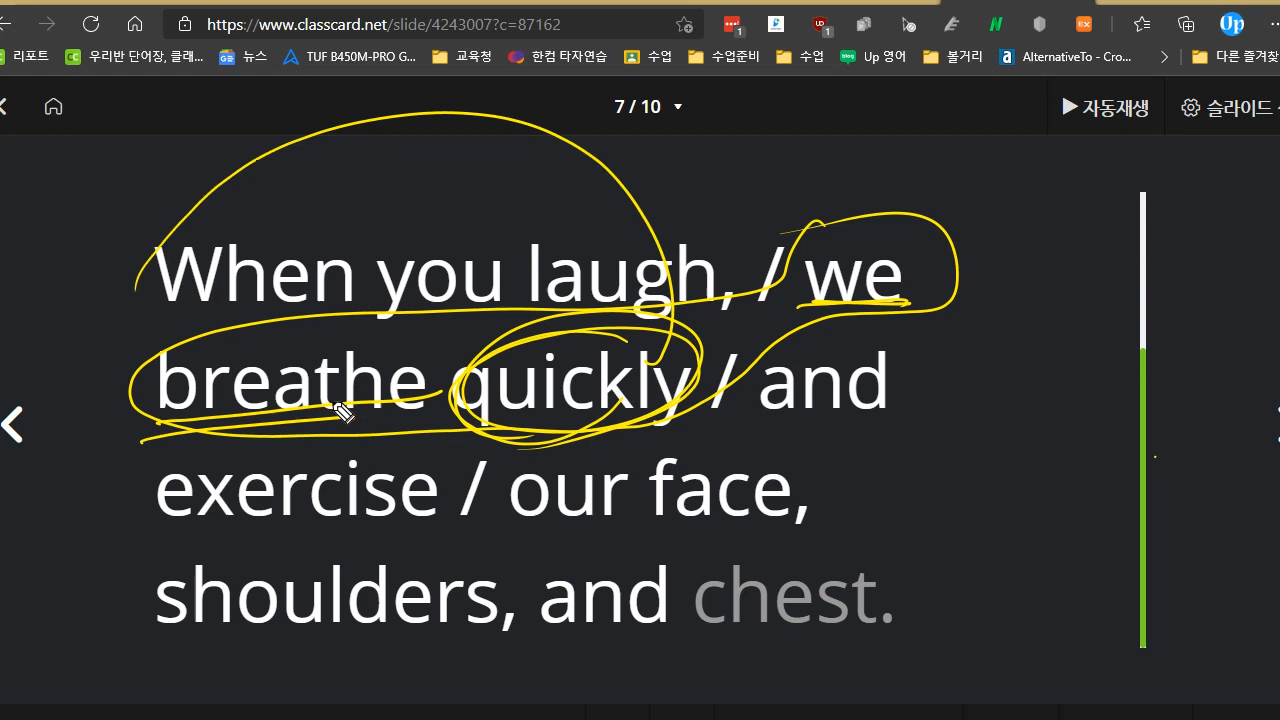 https://www.classcard.net/slide/4243007?c=87162
1
1
Up
리포트
CC 우리반 단어장, 클래...
뉴스
TUF B450M-PRO G...
교육청
한컴 타자연습
수업
수업준비
수업
Up 영어
볼거리
a AlternativeTo - Cro...
다른 즐겨찾
7 / 10
자동재생
슬라이드
When you laugh, / we
breathe quickly / and
exercise / our face,
shoulders, and chest.